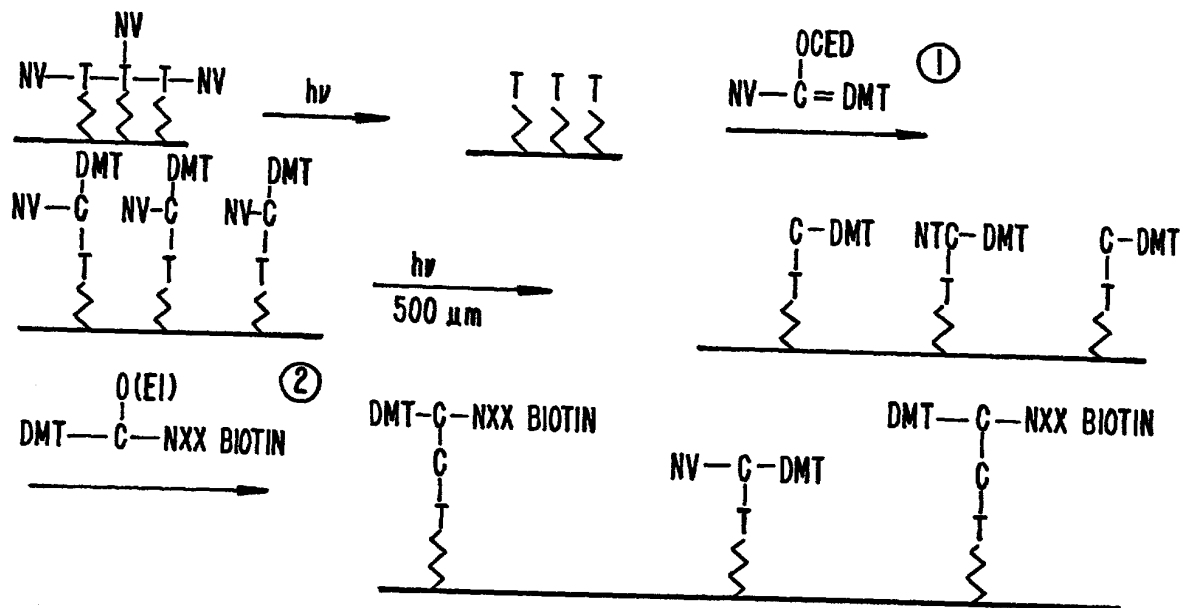 NV
NV—T—T—T—NV
hν
T T T
OCED
NV—C=DMT
①
DMT DMT DMT
NV—C NV-C NV-C
T T T
hν
500 µm
C-DMT NTC-DMT C-DMT
T T T
②
O(EI)
DMT—C—NXX BIOTIN
DMT-C-NXX BIOTIN
C
T
NV—C-DMT
T
DMT—C—NXX BIOTIN
C
T